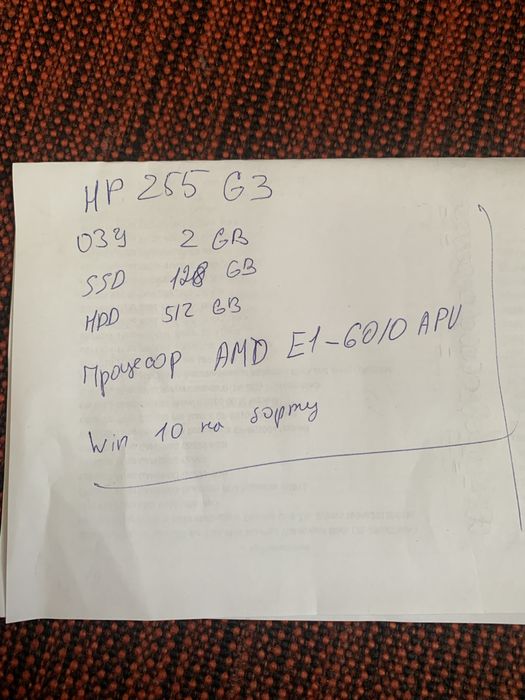 HP 255 G3
ОЗУ 2 GB
SSD 128 GB
HDD 512 GB
Процесор AMD E1-6010 APU
Win 10 на борту